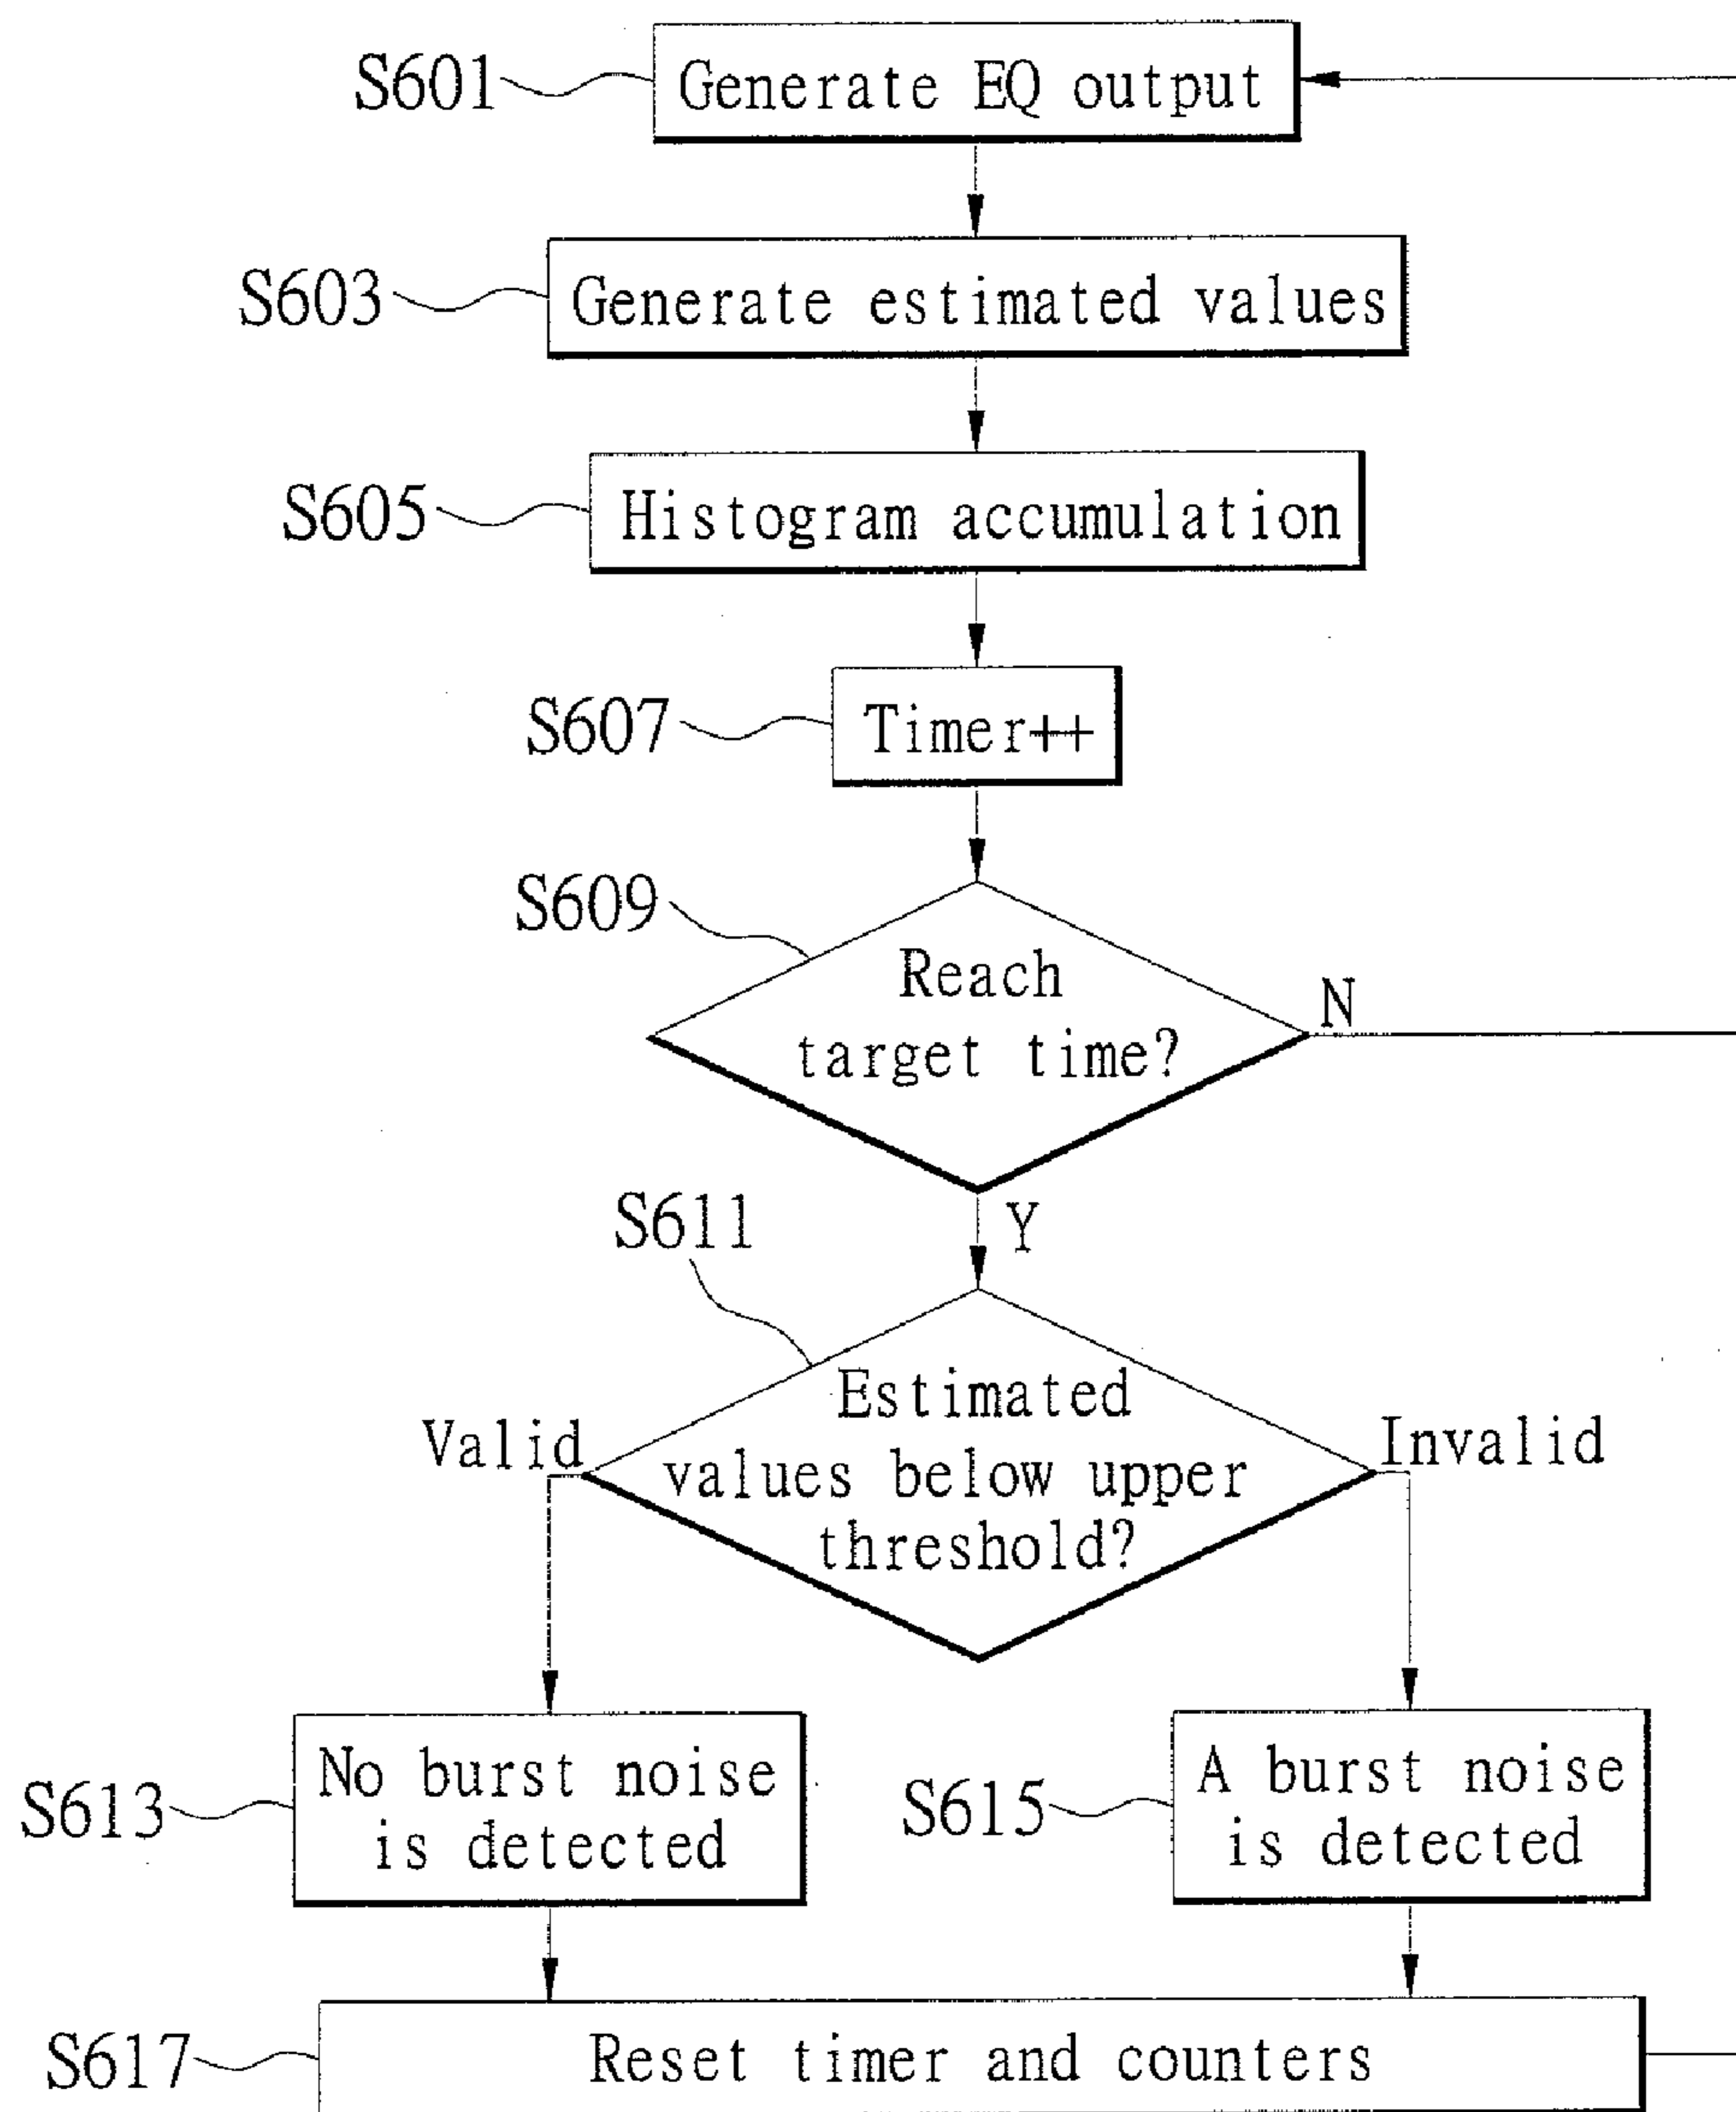 S601
Generate EQ output
S603
Generate estimated values
S605
Histogram accumulation
S607
Timer++
S609
Reach
target time?
N
Y
S611
Estimated
values below upper
threshold?
Valid
Invalid
S613
No burst noise
is detected
S615
A burst noise
is detected
S617
Reset timer and counters